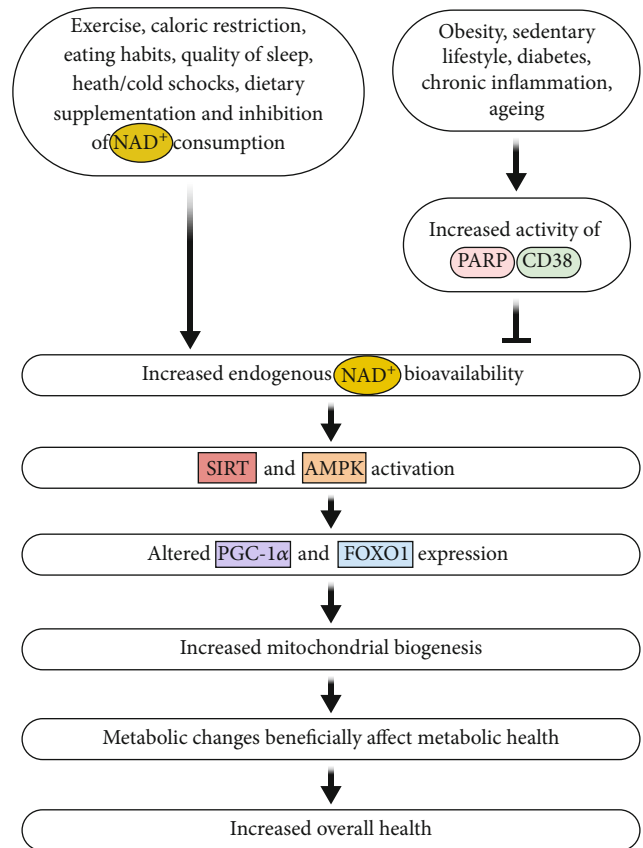 Exercise, caloric restriction,
eating habits, quality of sleep,
heath/cold schocks, dietary
supplementation and inhibition
of NAD+ consumption
Obesity, sedentary
lifestyle, diabetes,
chronic inflammation,
ageing
Increased activity of
PARP CD38
Increased endogenous NAD+ bioavailability
SIRT and AMPK activation
Altered PGC-1α and FOXO1 expression
Increased mitochondrial biogenesis
Metabolic changes beneficially affect metabolic health
Increased overall health